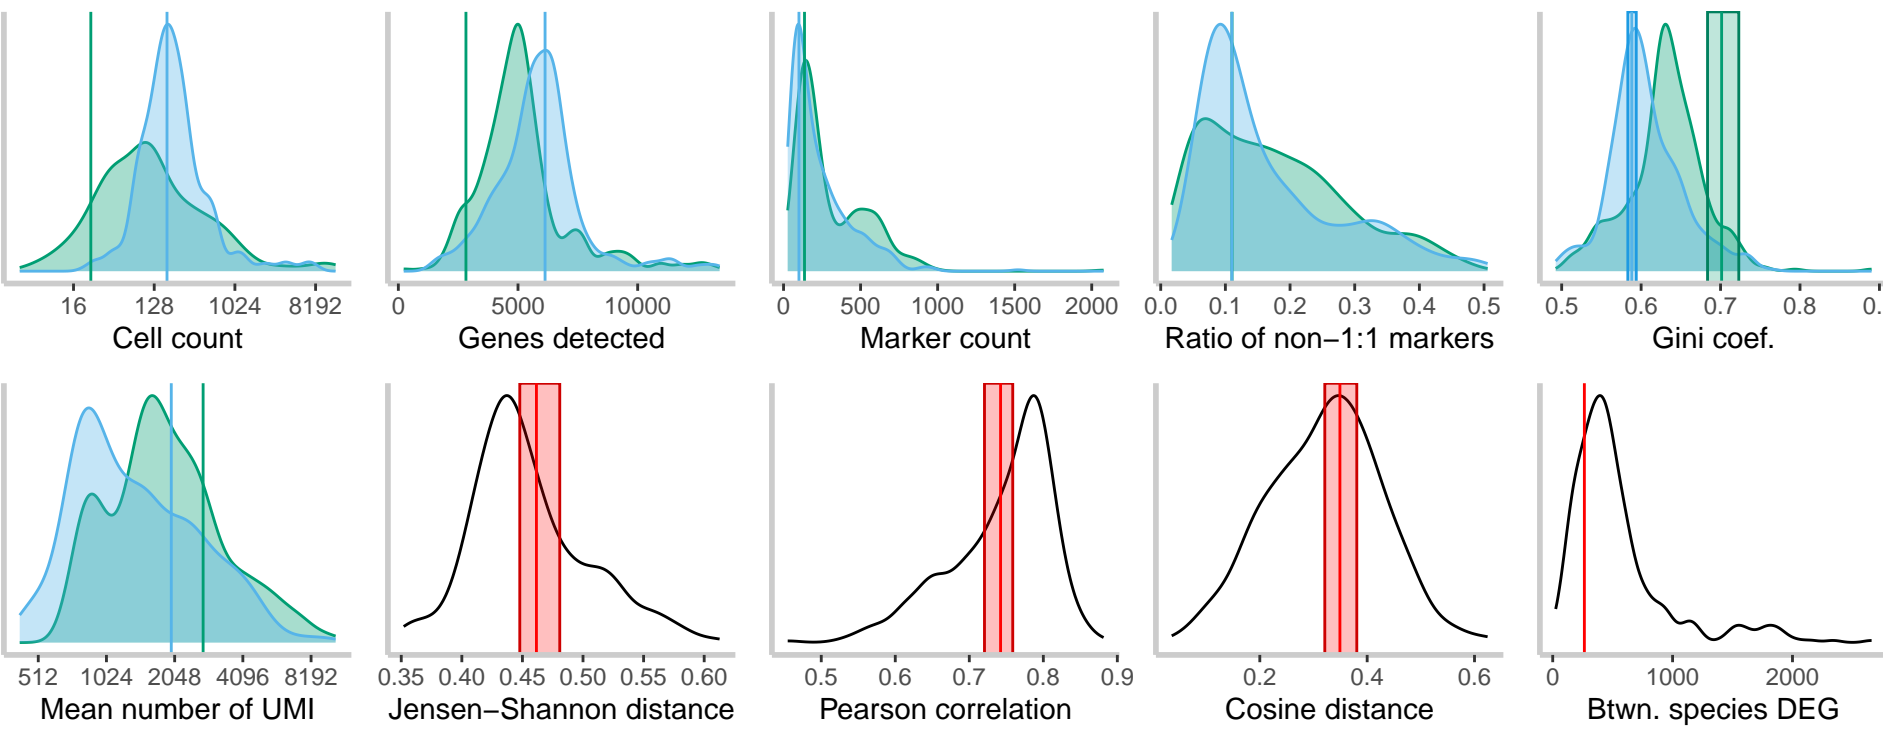 16 128 1024 8192
Cell count
0 5000 10000
Genes detected
0 500 1000 1500 2000
Marker count
0.0 0.1 0.2 0.3 0.4 0.5
Ratio of non−1:1 markers
0.5 0.6 0.7 0.8 0.
Gini coef.
512 1024 2048 4096 8192
Mean number of UMI
0.35 0.40 0.45 0.50 0.55 0.60
Jensen−Shannon distance
0.5 0.6 0.7 0.8 0.9
Pearson correlation
0.2 0.4 0.6
Cosine distance
0 1000 2000
Btwn. species DEG